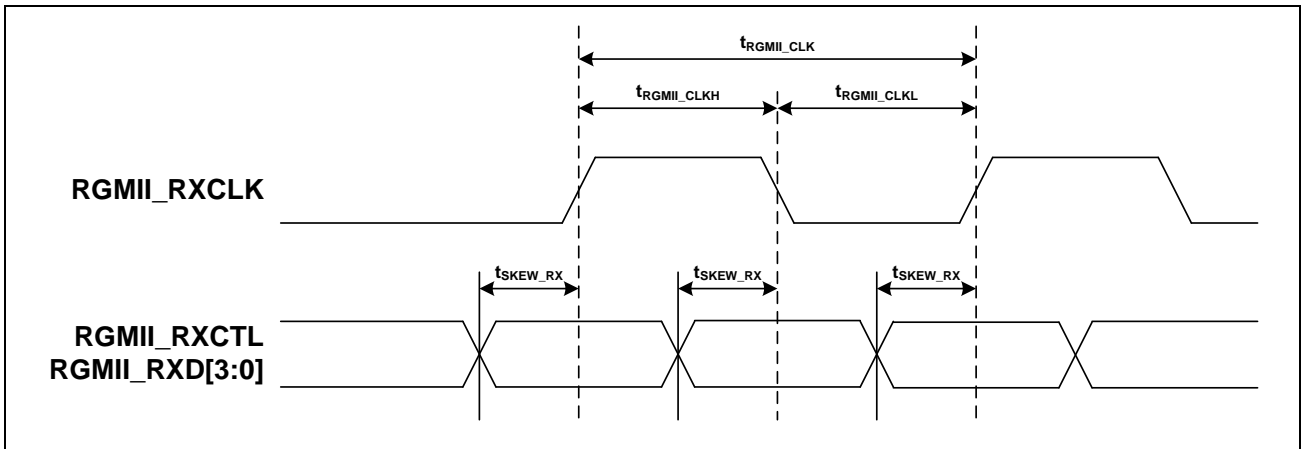 tRGMII_CLK
tRGMII_CLKH tRGMII_CLKL
RGMII_RXCLK
tSKEW_RX tSKEW_RX tSKEW_RX
RGMII_RXCTL
RGMII_RXD[3:0]